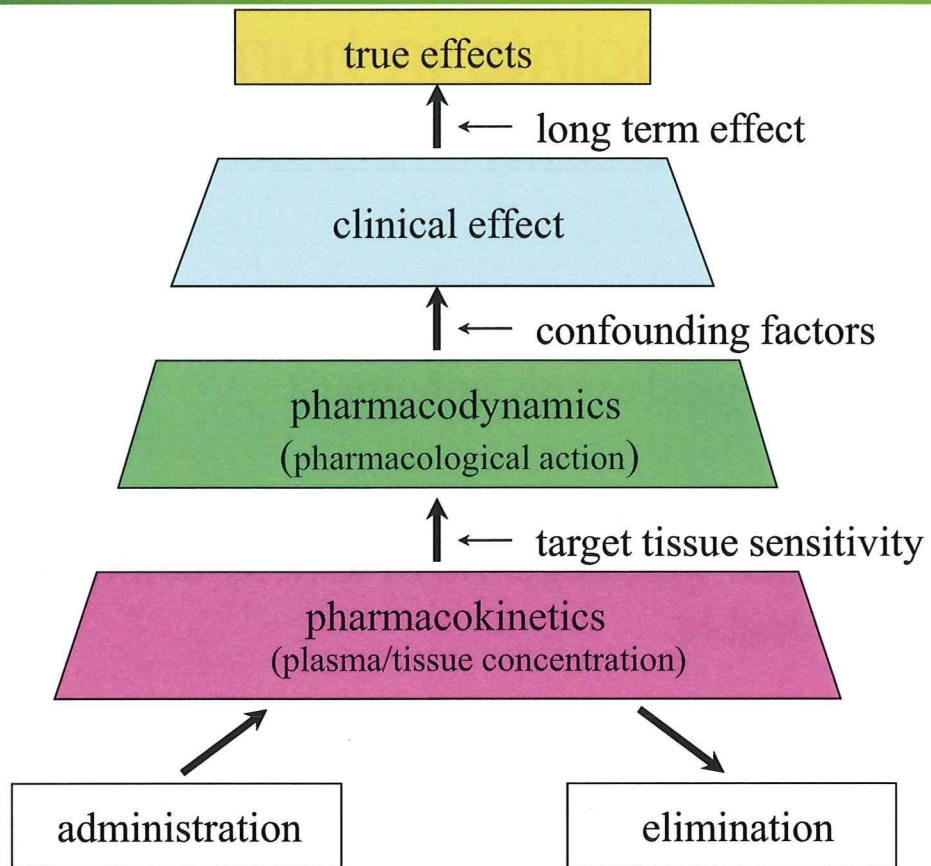 true effects
long term effect
clinical effect
confounding factors
pharmacodynamics
(pharmacological action)
target tissue sensitivity
pharmacokinetics
(plasma/tissue concentration)
administration
elimination